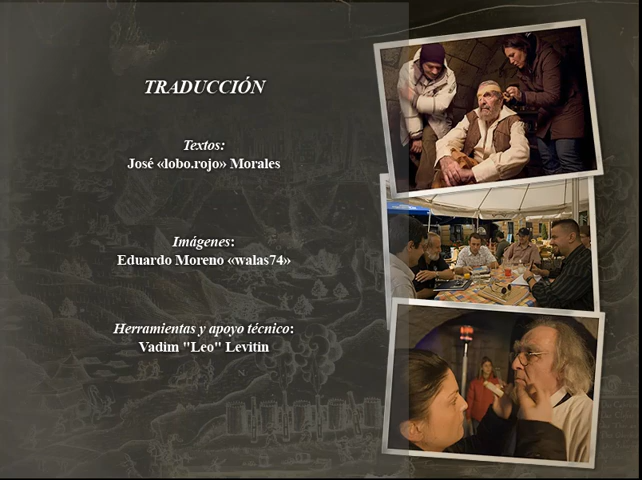 TRADUCCIÓN
Textos:
José «lobo.rojo» Morales
Imágenes:
Eduardo Moreno «walas74»
Herramientas y apoyo técnico:
Vadim "Leo" Levitin